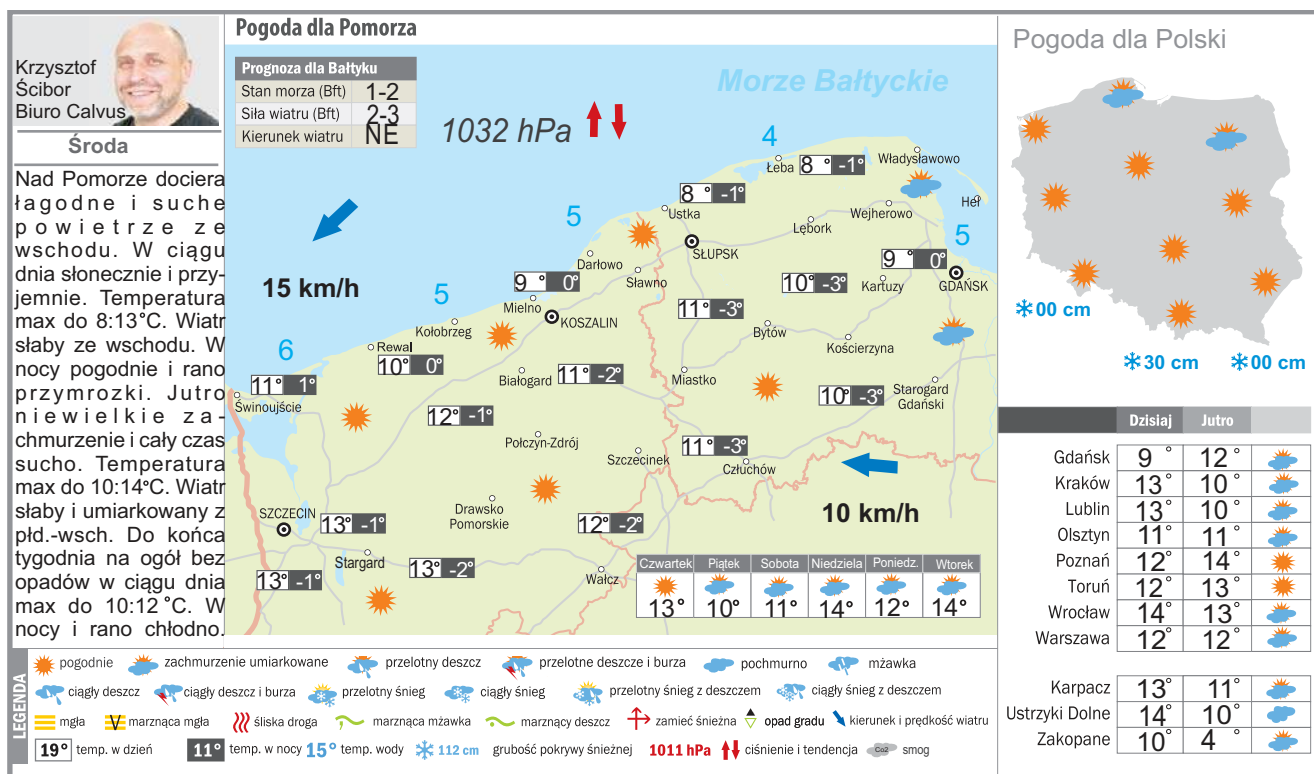 Krzysztof
Ścibor
Biuro Calvus
Środa
Nad Pomorze dociera
łagodne i suche
powietrze ze
wschodu. W ciągu
dnia słonecznie i przy-
jemnie. Temperatura
max do 8:13°C. Wiatr
słaby ze wschodu. W
nocy pogodnie i rano
przymrozki. Jutro
niewielkie za-
chmurzenie i cały czas
sucho. Temperatura
max do 10:14°C. Wiatr
słaby i umiarkowany z
płd.-wsch. Do końca
tygodnia na ogół bez
opadów w ciągu dnia
max do 10:12 °C. W
nocy i rano chłodno.
Pogoda dla Pomorza
Prognoza dla Bałtyku
Stan morza (Bft) 1-2
Siła wiatru (Bft) 2-3
Kierunek wiatru NE
Morze Bałtyckie
1032 hPa
4
Łeba 8 ° -1°
Władysławowo
Hel
8 ° -1°
Ustka
Wejherowo
Lębork
5
5
SŁUPSK
9 ° 0°
GDAŃSK
Darłowo
15 km/h
9 ° 0°
Sławno
10° -3°
Kartuzy
5
Mielno
KOSZALIN
11° -3°
Kołobrzeg
Bytów
Kościerzyna
6
Rewal
10° 0°
Białogard
11° -2°
Miastko
11° 1°
Świnoujście
12° -1°
10° -3°
Starogard
Gdański
Połczyn-Zdrój
Szczecinek
11° -3°
Człuchów
Drawsko
Pomorskie
10 km/h
SZCZECIN
13° -1°
12° -2°
Stargard
13° -2°
13° -1°
Wałcz
Czwartek Piątek Sobota Niedziela Poniedz. Wtorek
13° 10° 11° 14° 12° 14°
Pogoda dla Polski
00 cm
30 cm
00 cm
Dzisiaj Jutro
Gdańsk 9 ° 12 °
Kraków 13° 10 °
Lublin 13° 10 °
Olsztyn 11° 11 °
Poznań 12° 14 °
Toruń 12° 13 °
Wrocław 14° 13 °
Warszawa 12° 12 °
Karpacz 13° 11 °
Ustrzyki Dolne 14° 10 °
Zakopane 10° 4 °
LEGENDA
pogodnie zachmurzenie umiarkowane przelotny deszcz przelotne deszcze i burza pochmurno mżawka
ciągły deszcz ciągły deszcz i burza przelotny śnieg ciągły śnieg przelotny śnieg z deszczem ciągły śnieg z deszczem
mgła marznąca mgła śliska droga marznąca mżawka marznący deszcz zamieć śnieżna opad gradu kierunek i prędkość wiatru
19° temp. w dzień 11° temp. w nocy 15° temp. wody 112 cm grubość pokrywy śnieżnej 1011 hPa ciśnienie i tendencja Co2 smog